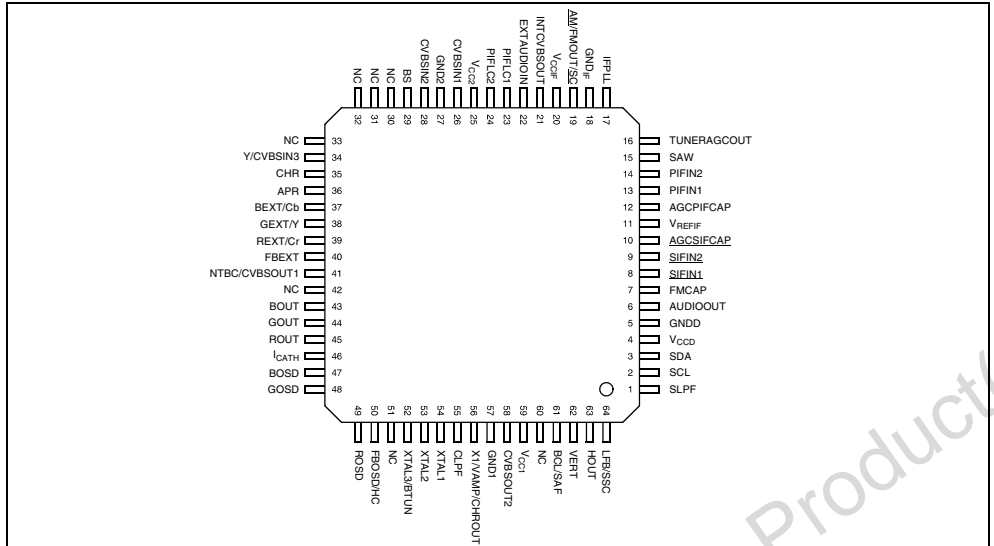 NC
NC
NC
BS
CVBSIN2
GND2
CVBSIN1
VCC2
PIFLC2
PIFLC1
EXTAUDIOIN
INTCVBSOUT
VCCIF
AM/FMOUT/SC
GNDIF
IFPLL
32 31 30 29 28 27 26 25 24 23 22 21 20 19 18 17
NC 33
Y/CVBSIN3 34
CHR 35
APR 36
BEXT/Cb 37
GEXT/Y 38
REXT/Cr 39
FBEXT 40
NTBC/CVBSOUT1 41
NC 42
BOUT 43
GOUT 44
ROUT 45
ICATH 46
BOSD 47
GOSD 48
16 TUNERAGCOUT
15 SAW
14 PIFIN2
13 PIFIN1
12 AGCPIFCAP
11 VREFIF
10 AGCSIFCAP
9 SIFIN2
8 SIFIN1
7 FMCAP
6 AUDIOOUT
5 GNDD
4 VCCD
3 SDA
2 SCL
1 SLPF
49 50 51 52 53 54 55 56 57 58 59 60 61 62 63 64
ROSD
FBOSD/HC
NC
XTAL3/BTUN
XTAL2
XTAL1
CLPF
X1/VAMP/CHROUT
GND1
CVBSOUT2
VCC1
NC
BCL/SAF
VERT
HOUT
LFB/SSC
Product(